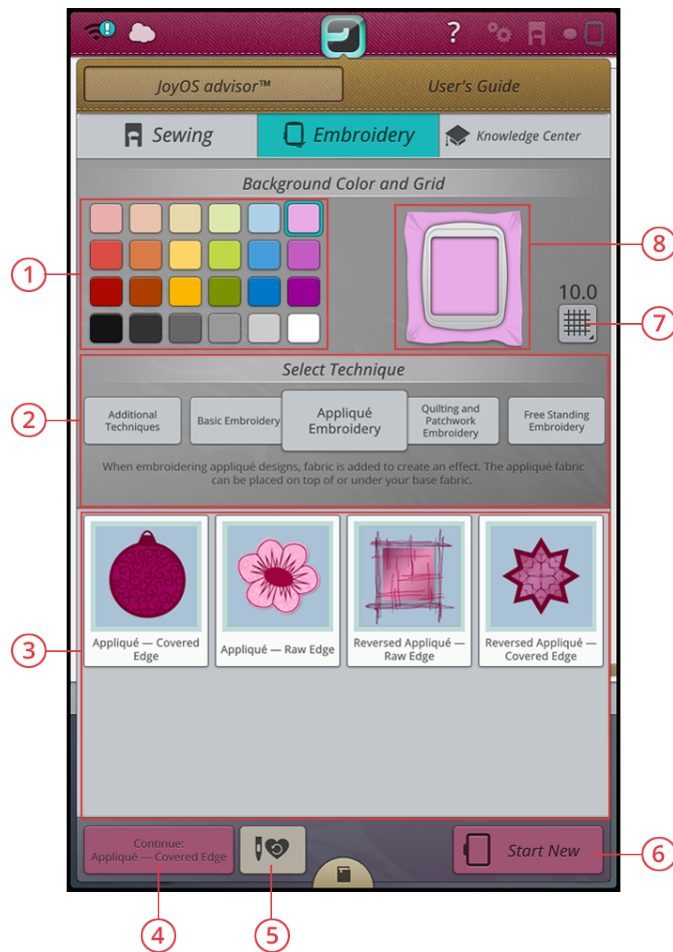 ?
JoyOS advisor™
User's Guide
Sewing
Embroidery
Knowledge Center
Background Color and Grid
1
8
10.0
7
Select Technique
2
Additional
Techniques
Basic Embroidery
Appliqué
Embroidery
Quilting and
Patchwork
Embroidery
Free Standing
Embroidery
When embroidering appliqué designs, fabric is added to create an effect. The appliqué fabric
can be placed on top of or under your base fabric.
3
Appliqué — Covered
Edge
Appliqué — Raw Edge
Reversed Appliqué —
Raw Edge
Reversed Appliqué —
Covered Edge
Continue:
Appliqué — Covered Edge
Start New
6
4
5